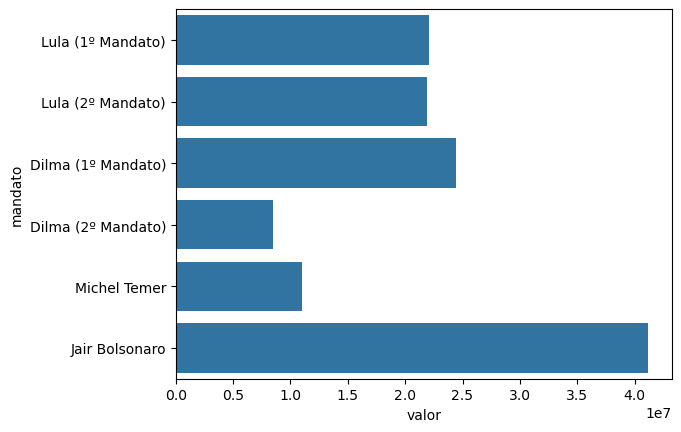 Lula (1º Mandato)
Lula (2º Mandato)
Dilma (1º Mandato)
Dilma (2º Mandato)
Michel Temer
Jair Bolsonaro
mandato
0.0 0.5 1.0 1.5 2.0 2.5 3.0 3.5 4.0
1e7
valor